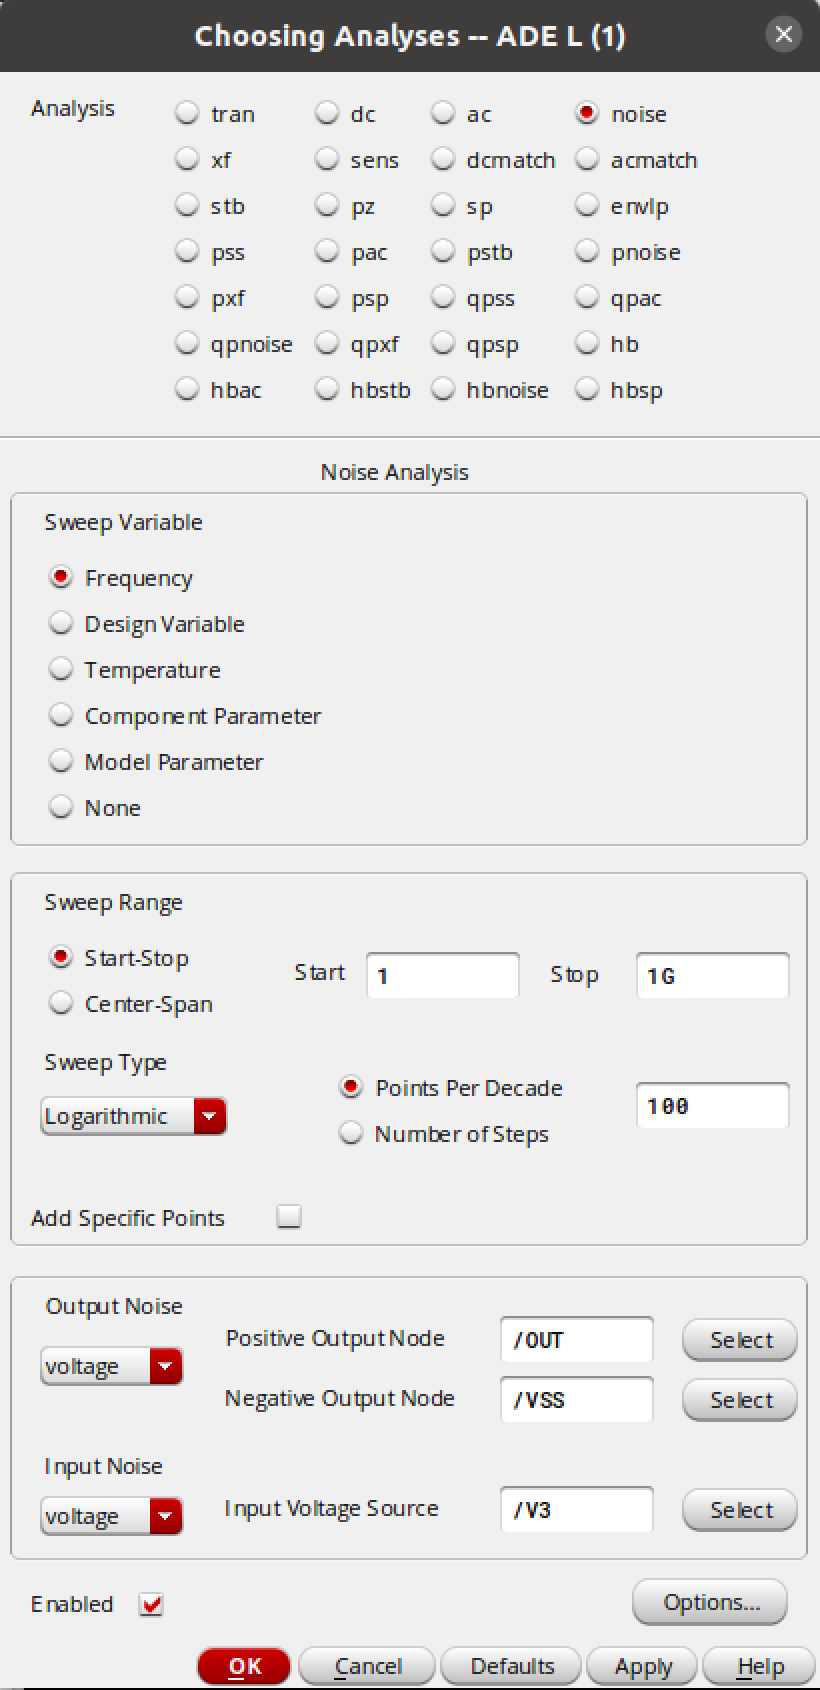 Choosing Analyses -- ADE L (1)
Analysis tran dc ac noise
xf sens dcmatch acmatch
stb pz sp envlp
pss pac pstb pnoise
pxf psp qpss qpac
qpnoise qpxf qpsp hb
hbac hbstb hbnoise hbsp
Noise Analysis
Sweep Variable
Frequency
Design Variable
Temperature
Component Parameter
Model Parameter
None
Sweep Range
Start-Stop Start 1 Stop 1G
Center-Span
Sweep Type
Points Per Decade 100
Logarithmic
Number of Steps
Add Specific Points
Output Noise
Positive Output Node /OUT Select
voltage
Negative Output Node /VSS Select
Input Noise
voltage Input Voltage Source /V3 Select
Enabled Options...
OK Cancel Defaults Apply Help